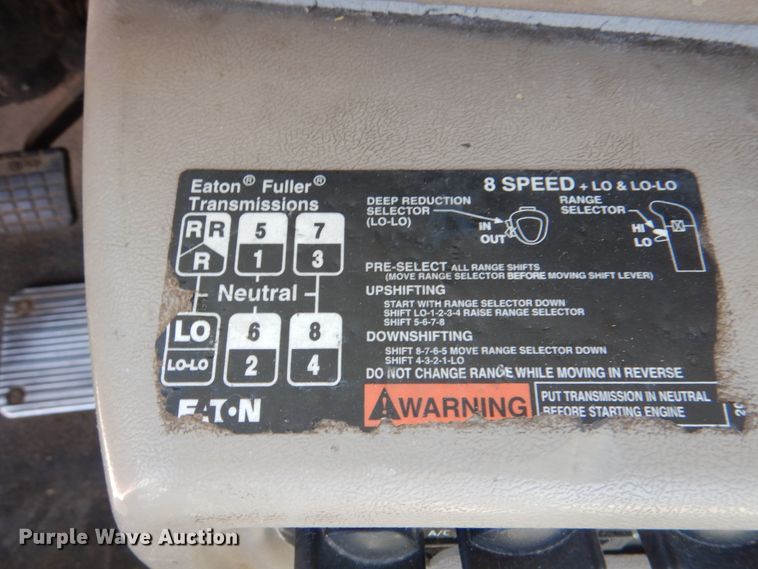 Eaton® Fuller®
Transmissions
8 SPEED + LO & LO-LO
DEEP REDUCTION
SELECTOR
(LO-LO)
IN
OUT
RANGE
SELECTOR
HI
LO
R R 5 7
R 1 3
Neutral
LO 6 8
LO-LO 2 4
PRE-SELECT ALL RANGE SHIFTS
(MOVE RANGE SELECTOR BEFORE MOVING SHIFT LEVER)
UPSHIFTING
START WITH RANGE SELECTOR DOWN
SHIFT LO-1-2-3-4 RAISE RANGE SELECTOR
SHIFT 5-6-7-8
DOWNSHIFTING
SHIFT 8-7-6-5 MOVE RANGE SELECTOR DOWN
SHIFT 4-3-2-1-LO
DO NOT CHANGE RANGE WHILE MOVING IN REVERSE
EATON
WARNING
PUT TRANSMISSION IN NEUTRAL
BEFORE STARTING ENGINE
A/C
Purple Wave Auction